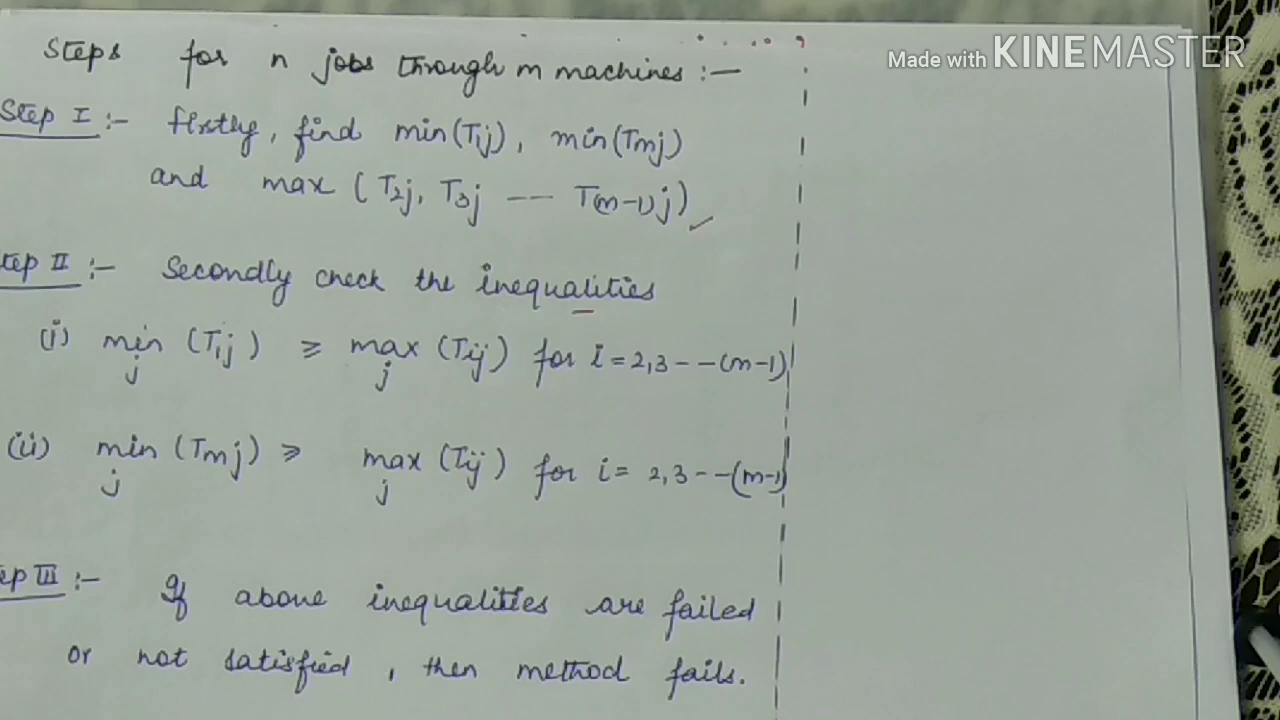 Made with KINEMASTER
Steps for n jobs through m machines :-
Step I :- firstly, find min(T1j), min(Tmj)
and max (T2j, T3j --- T(m-1)j)
tep II :- Secondly check the inequalities
(i) min (T1j) ≥ max (Tij) for i=2,3--(m-1)
j j
(ii) min (Tmj) ≥ max (Tij) for i= 2,3--(m-1)
j j
ep III :- If above inequalities are failed
or not satisfied, then method fails.